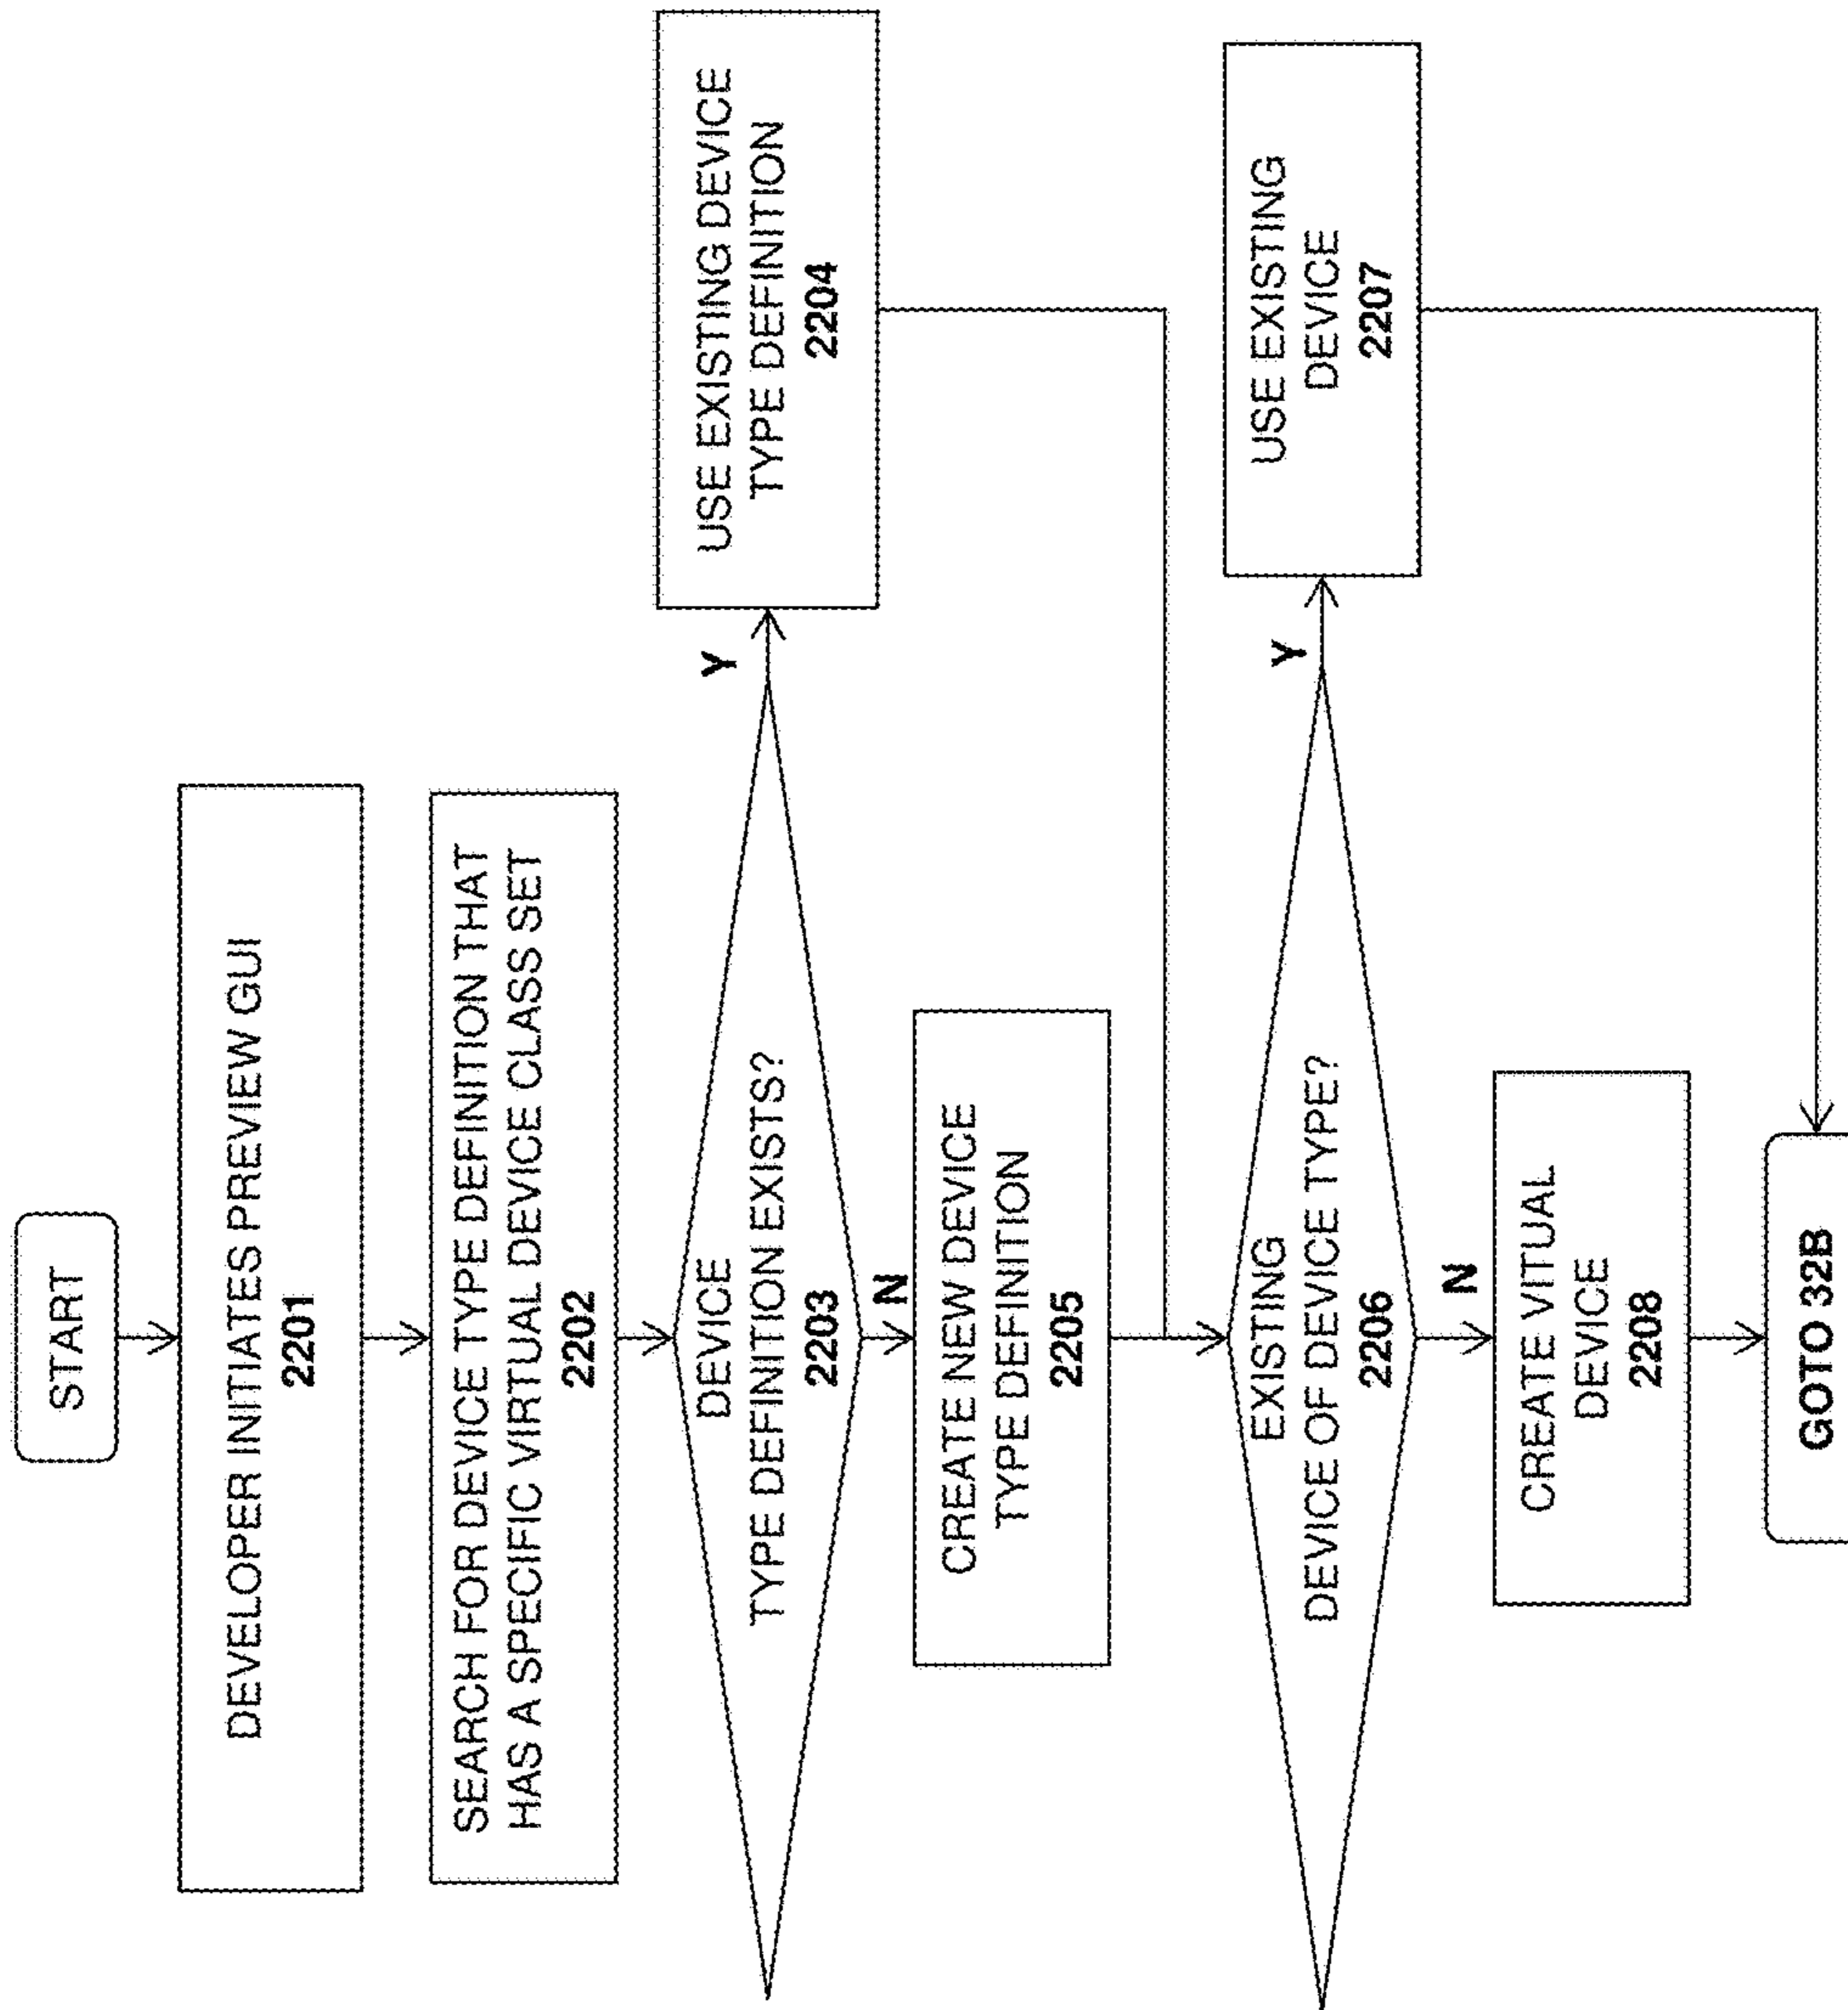 START
DEVELOPER INITIATES PREVIEW GUI
2201
SEARCH FOR DEVICE TYPE DEFINITION THAT
HAS A SPECIFIC VIRTUAL DEVICE CLASS SET
2202
DEVICE
TYPE DEFINITION EXISTS?
2203
Y
USE EXISTING DEVICE
TYPE DEFINITION
2204
N
CREATE NEW DEVICE
TYPE DEFINITION
2205
EXISTING
DEVICE OF DEVICE TYPE?
2206
Y
USE EXISTING
DEVICE
2207
N
CREATE VITUAL
DEVICE
2208
GOTO 32B